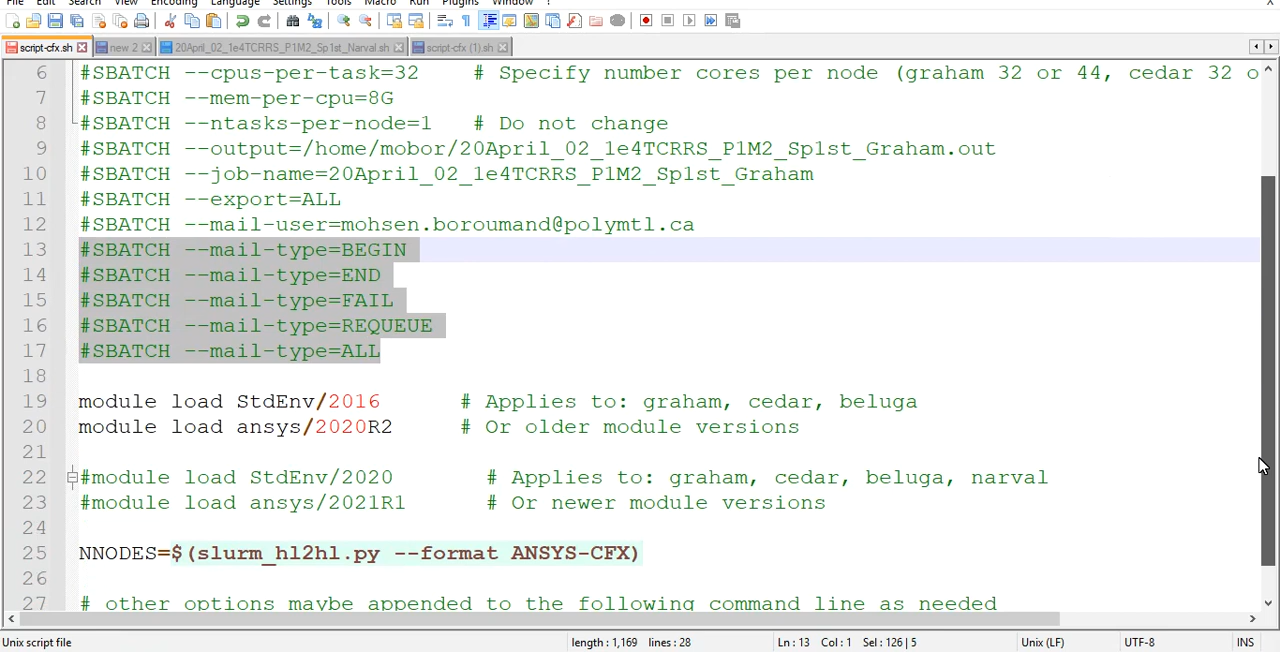 File Edit Search View Encoding Language Settings Tools Macro Run Plugins Window ? X
script-cfx.sh new 2 20April_02_1e4TCRRS_P1M2_Sp1st_Narval.sh script-cfx (1).sh
6 #SBATCH --cpus-per-task=32 # Specify number cores per node (graham 32 or 44, cedar 32 o
7 #SBATCH --mem-per-cpu=8G
8 #SBATCH --ntasks-per-node=1 # Do not change
9 #SBATCH --output=/home/mobor/20April_02_1e4TCRRS_P1M2_Sp1st_Graham.out
10 #SBATCH --job-name=20April_02_1e4TCRRS_P1M2_Sp1st_Graham
11 #SBATCH --export=ALL
12 #SBATCH --mail-user=mohsen.boroumand@polymtl.ca
13 #SBATCH --mail-type=BEGIN
14 #SBATCH --mail-type=END
15 #SBATCH --mail-type=FAIL
16 #SBATCH --mail-type=REQUEUE
17 #SBATCH --mail-type=ALL
18
19 module load StdEnv/2016 # Applies to: graham, cedar, beluga
20 module load ansys/2020R2 # Or older module versions
21
22 #module load StdEnv/2020 # Applies to: graham, cedar, beluga, narval
23 #module load ansys/2021R1 # Or newer module versions
24
25 NNODES=$(slurm_hl2hl.py --format ANSYS-CFX)
26
27 # other options maybe appended to the following command line as needed
Unix script file length : 1,169 lines : 28 Ln : 13 Col : 1 Sel : 126 | 5 Unix (LF) UTF-8 INS